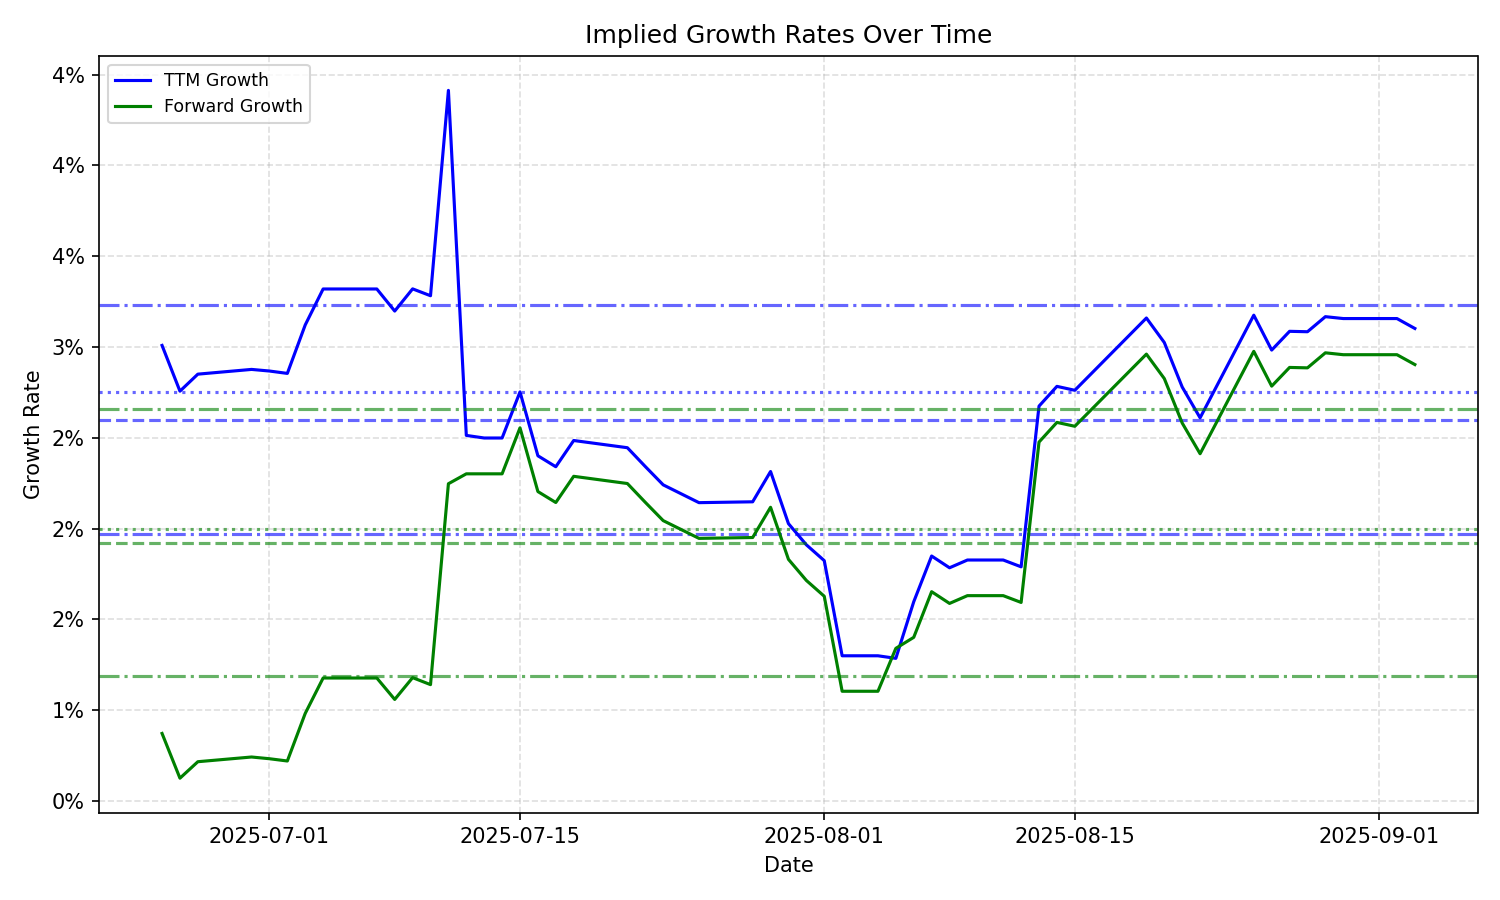 Implied Growth Rates Over Time
TTM Growth
Forward Growth
4%
4%
4%
3%
2%
2%
2%
1%
0%
Growth Rate
2025-07-01
2025-07-15
2025-08-01
2025-08-15
2025-09-01
Date